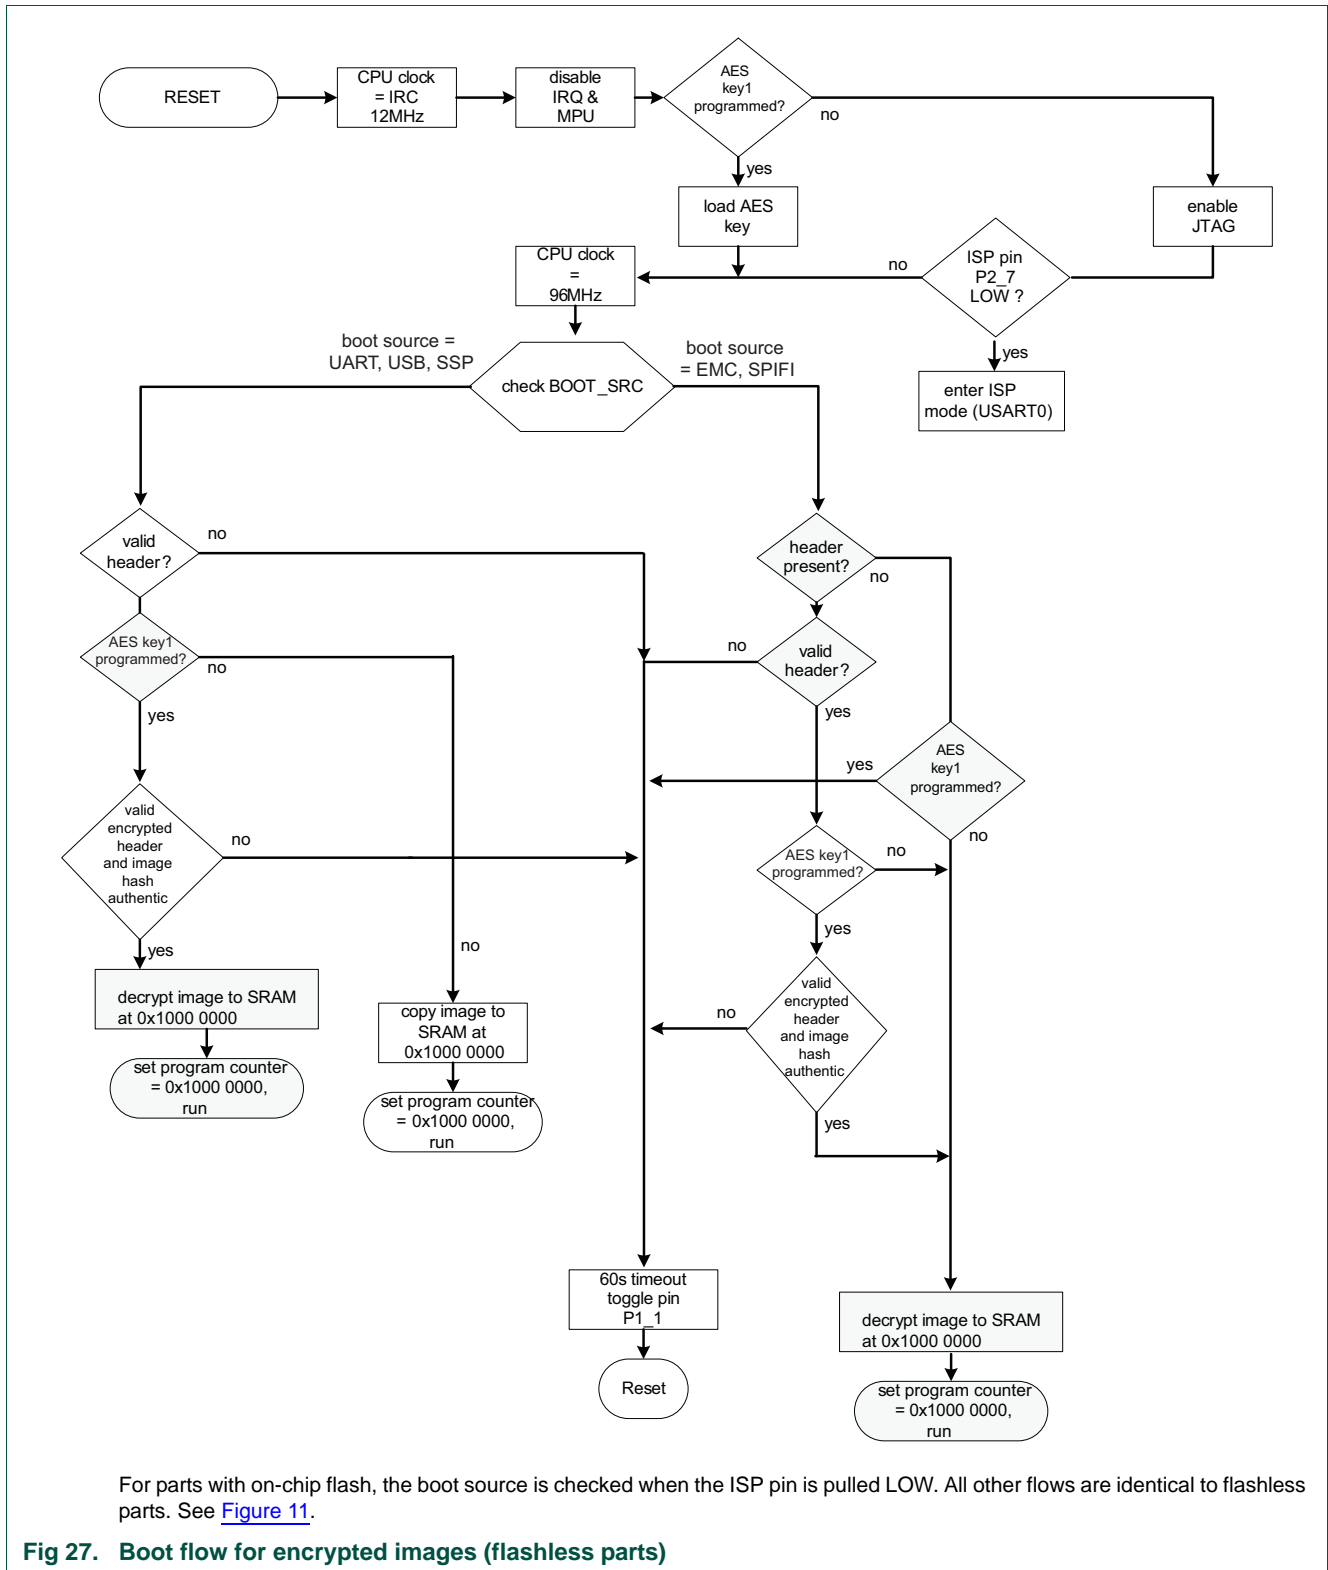 RESET
CPU clock
= IRC
12MHz
disable
IRQ &
MPU
AES
key1
programmed?
no
yes
load AES
key
enable
JTAG
CPU clock
=
96MHz
no
ISP pin
P2_7
LOW ?
yes
enter ISP
mode (USART0)
boot source =
UART, USB, SSP
check BOOT_SRC
boot source
= EMC, SPIFI
valid
header?
no
header
present?
no
AES key1
programmed?
no
yes
no
valid
header?
yes
yes
AES
key1
programmed?
no
valid
encrypted
header
and image
hash
authentic
no
yes
AES key1
programmed?
no
yes
decrypt image to SRAM
at 0x1000 0000
set program counter
= 0x1000 0000,
run
no
copy image to
SRAM at
0x1000 0000
set program counter
= 0x1000 0000,
run
no
valid
encrypted
header
and image
hash
authentic
yes
60s timeout
toggle pin
P1_1
Reset
decrypt image to SRAM
at 0x1000 0000
set program counter
= 0x1000 0000,
run
For parts with on-chip flash, the boot source is checked when the ISP pin is pulled LOW. All other flows are identical to flashless
parts. See Figure 11.
Fig 27. Boot flow for encrypted images (flashless parts)